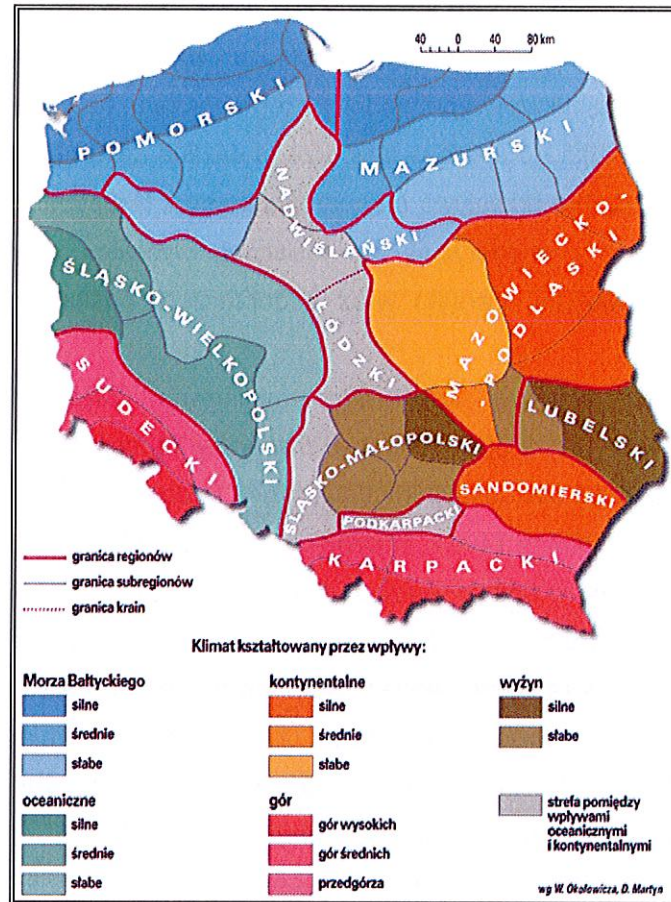 40 0 40 80 km
POMORSKI
MAZURSKI
NADWIŚLAŃSKI
MAZOWIECKO-
-PODLASKI
ŚLĄSKO-WIELKOPOLSKI
ŁÓDZKI
SUDECKI
LUBELSKI
ŚLĄSKO-MAŁOPOLSKI
SANDOMIERSKI
PODKARPACKI
KARPACKI
granica regionów
granica subregionów
granica krain
Klimat kształtowany przez wpływy:
Morza Bałtyckiego
silne
średnie
słabe
kontynentalne
silne
średnie
słabe
wyżyn
silne
słabe
oceaniczne
silne
średnie
słabe
gór
gór wysokich
gór średnich
przedgórza
strefa pomiędzy
wpływami
oceanicznymi
i kontynentalnymi
wg W. Okołowicza, D. Martyn